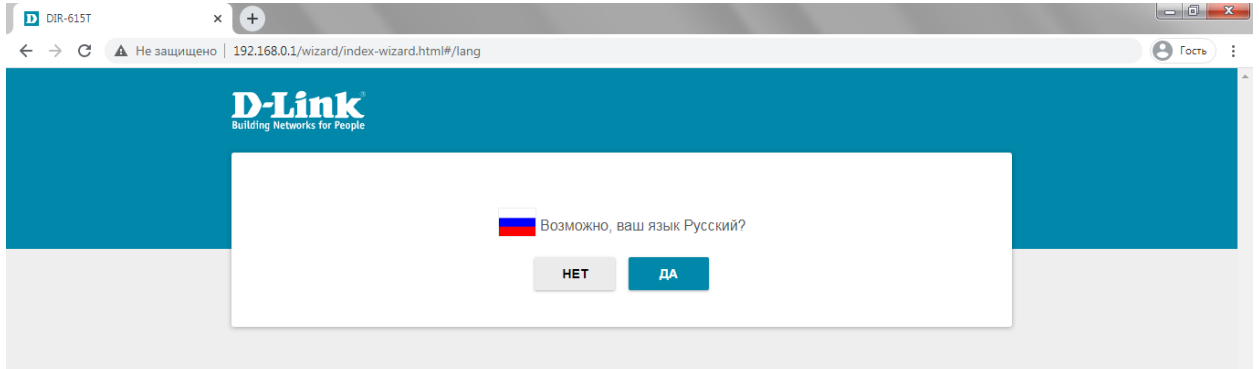 DIR-615T
Не защищено
192.168.0.1/wizard/index-wizard.html#/lang
Гость
D-Link®
Building Networks for People
Возможно, ваш язык Русский?
НЕТ
ДА